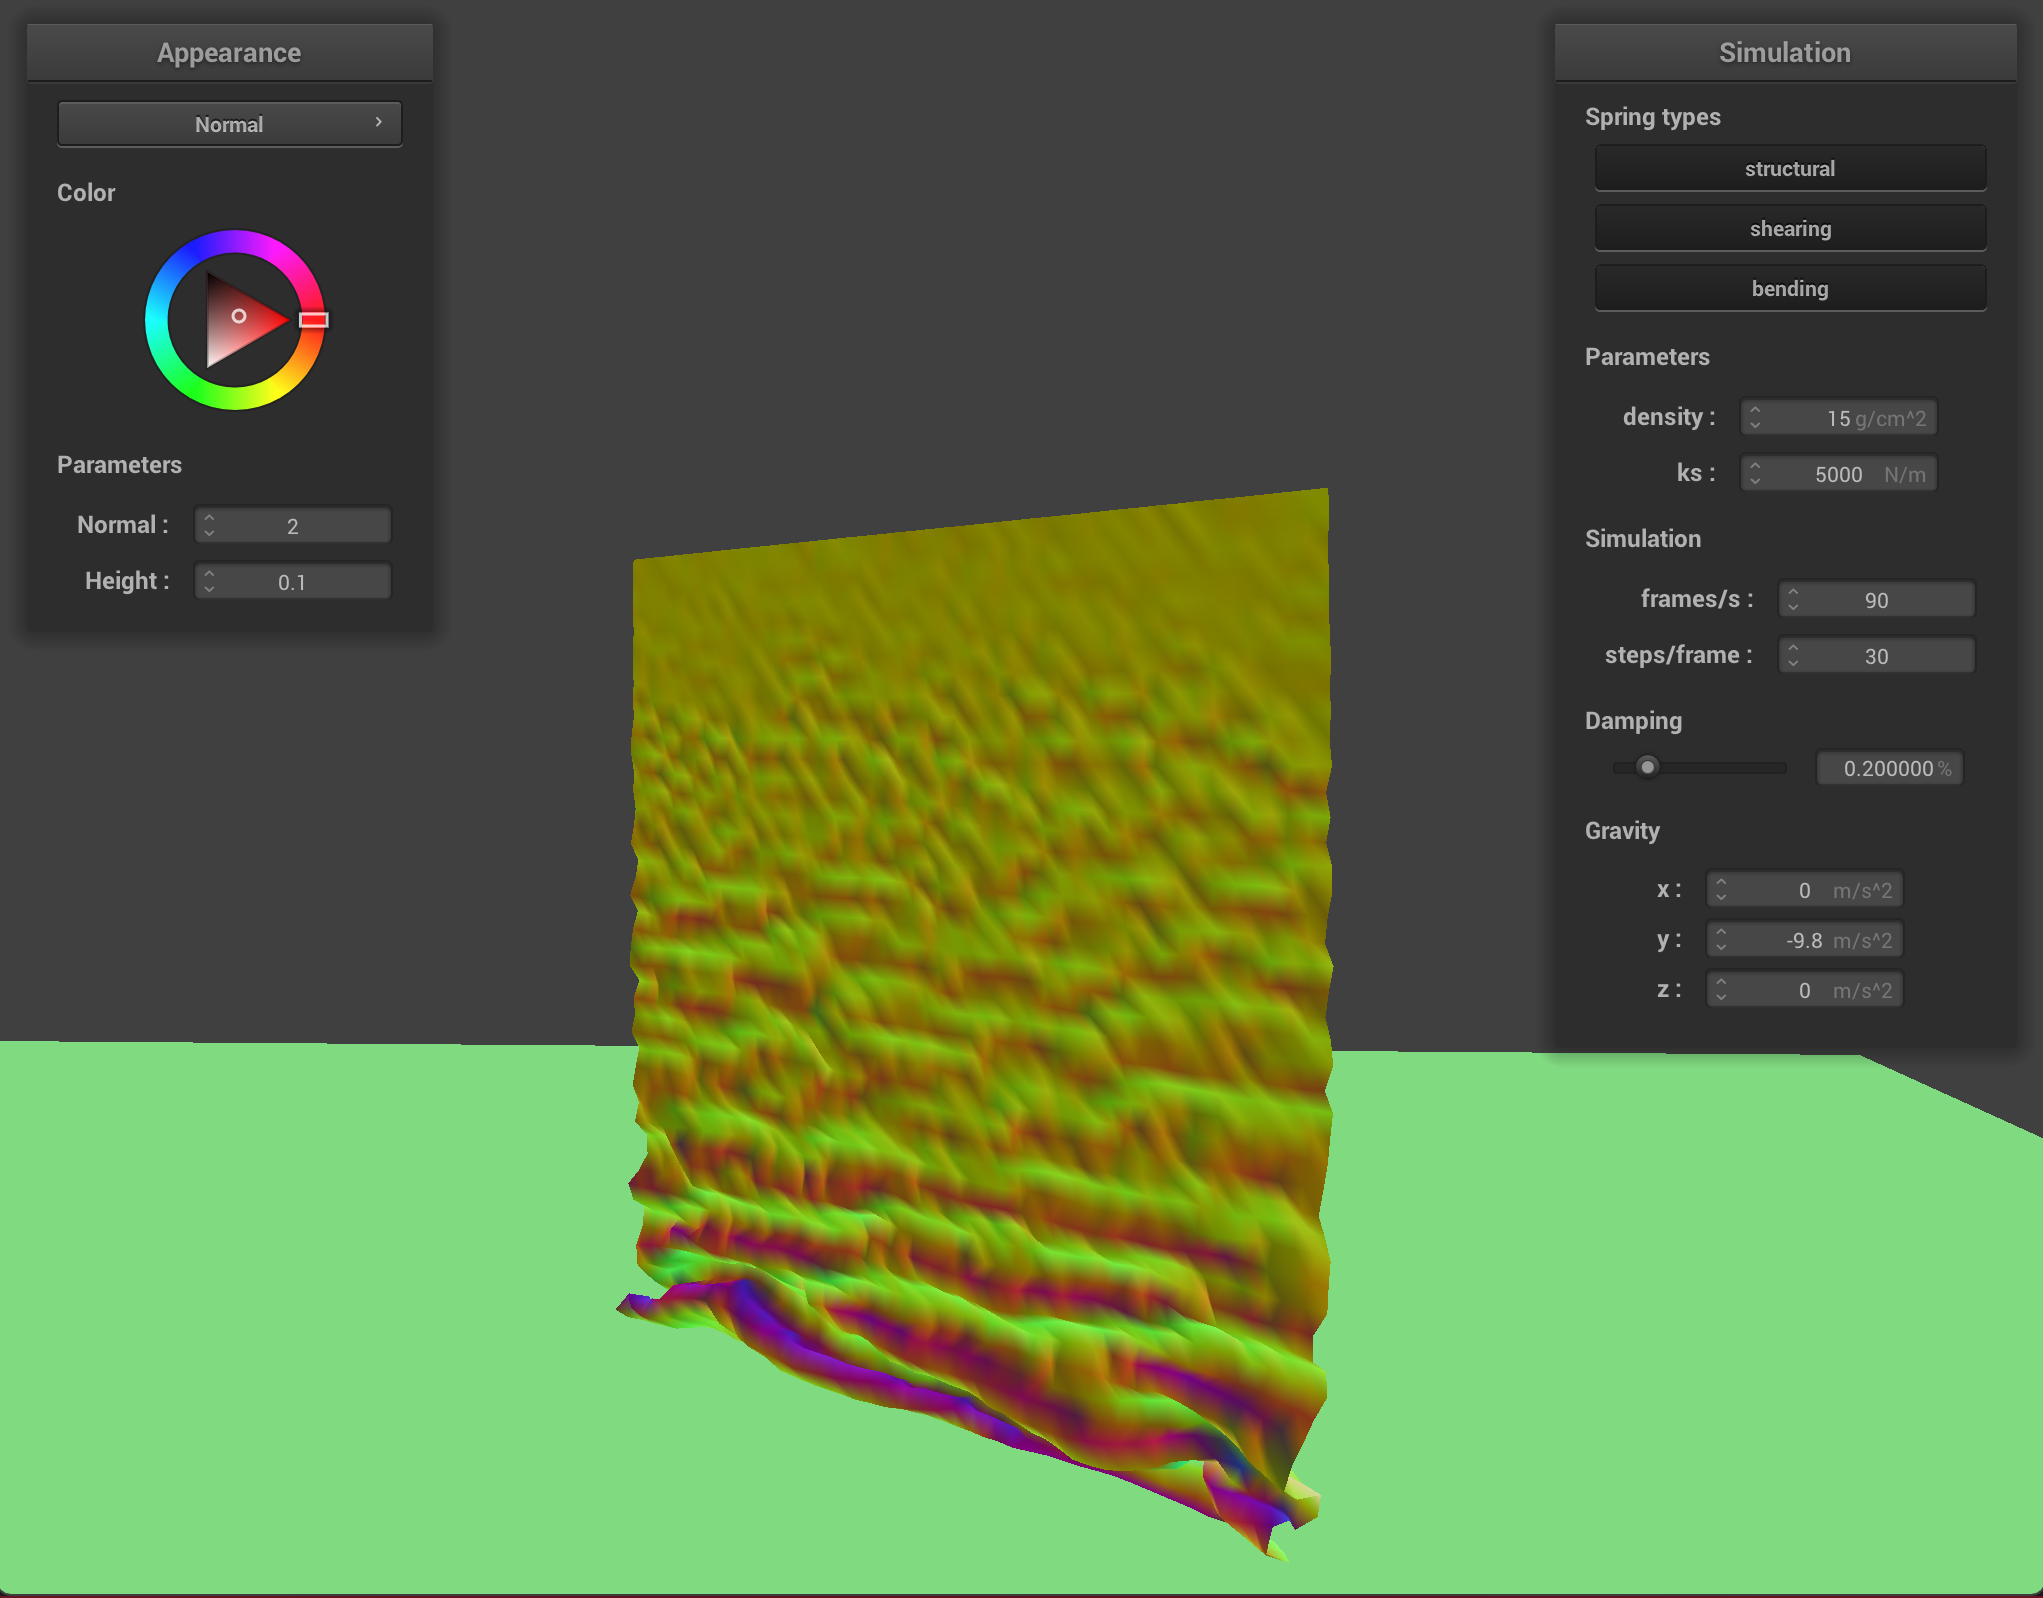 Appearance
Normal
Color
Parameters
Normal : 2
Height : 0.1
Simulation
Spring types
structural
shearing
bending
Parameters
density : 15 g/cm^2
ks : 5000 N/m
Simulation
frames/s : 90
steps/frame : 30
Damping
0.200000 %
Gravity
x : 0 m/s^2
y : -9.8 m/s^2
z : 0 m/s^2